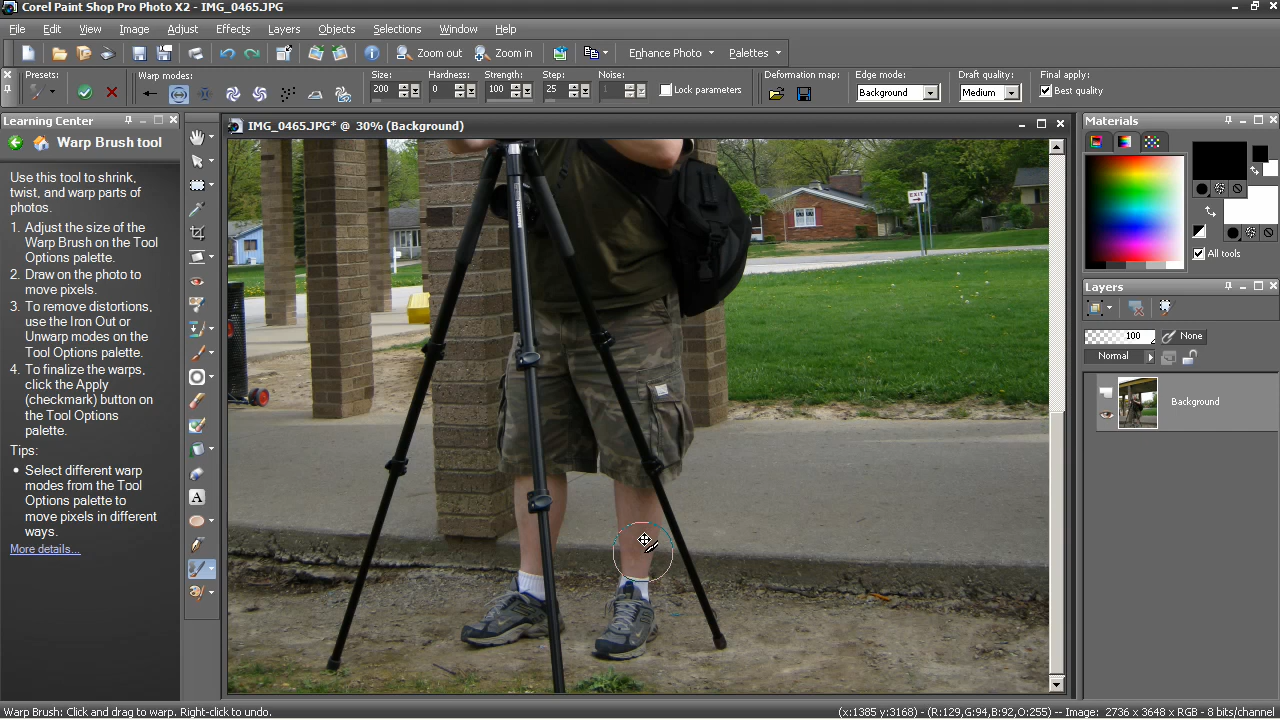 Corel Paint Shop Pro Photo X2 - IMG_0465.JPG
File Edit View Image Adjust Effects Layers Objects Selections Window Help
Zoom out Zoom in Enhance Photo Palettes
Presets: Warp modes: Size: Hardness: Strength: Step: Noise: Deformation map: Edge mode: Draft quality: Final apply:
200 0 100 25 1 Lock parameters Background Medium Best quality
Learning Center
Warp Brush tool
Use this tool to shrink,
twist, and warp parts of
photos.
1. Adjust the size of the
Warp Brush on the Tool
Options palette.
2. Draw on the photo to
move pixels.
3. To remove distortions,
use the Iron Out or
Unwarp modes on the
Tool Options palette.
4. To finalize the warps,
click the Apply
(checkmark) button on
the Tool Options
palette.
Tips:
• Select different warp
modes from the Tool
Options palette to
move pixels in different
ways.
More details...
IMG_0465.JPG* @ 30% (Background)
EXIT
Materials
All tools
Layers
100 None
Normal
Background
Warp Brush: Click and drag to warp. Right-click to undo.
(x:1385 y:3168) - (R:129,G:94,B:92,O:255) -- Image: 2736 x 3648 x RGB - 8 bits/channel